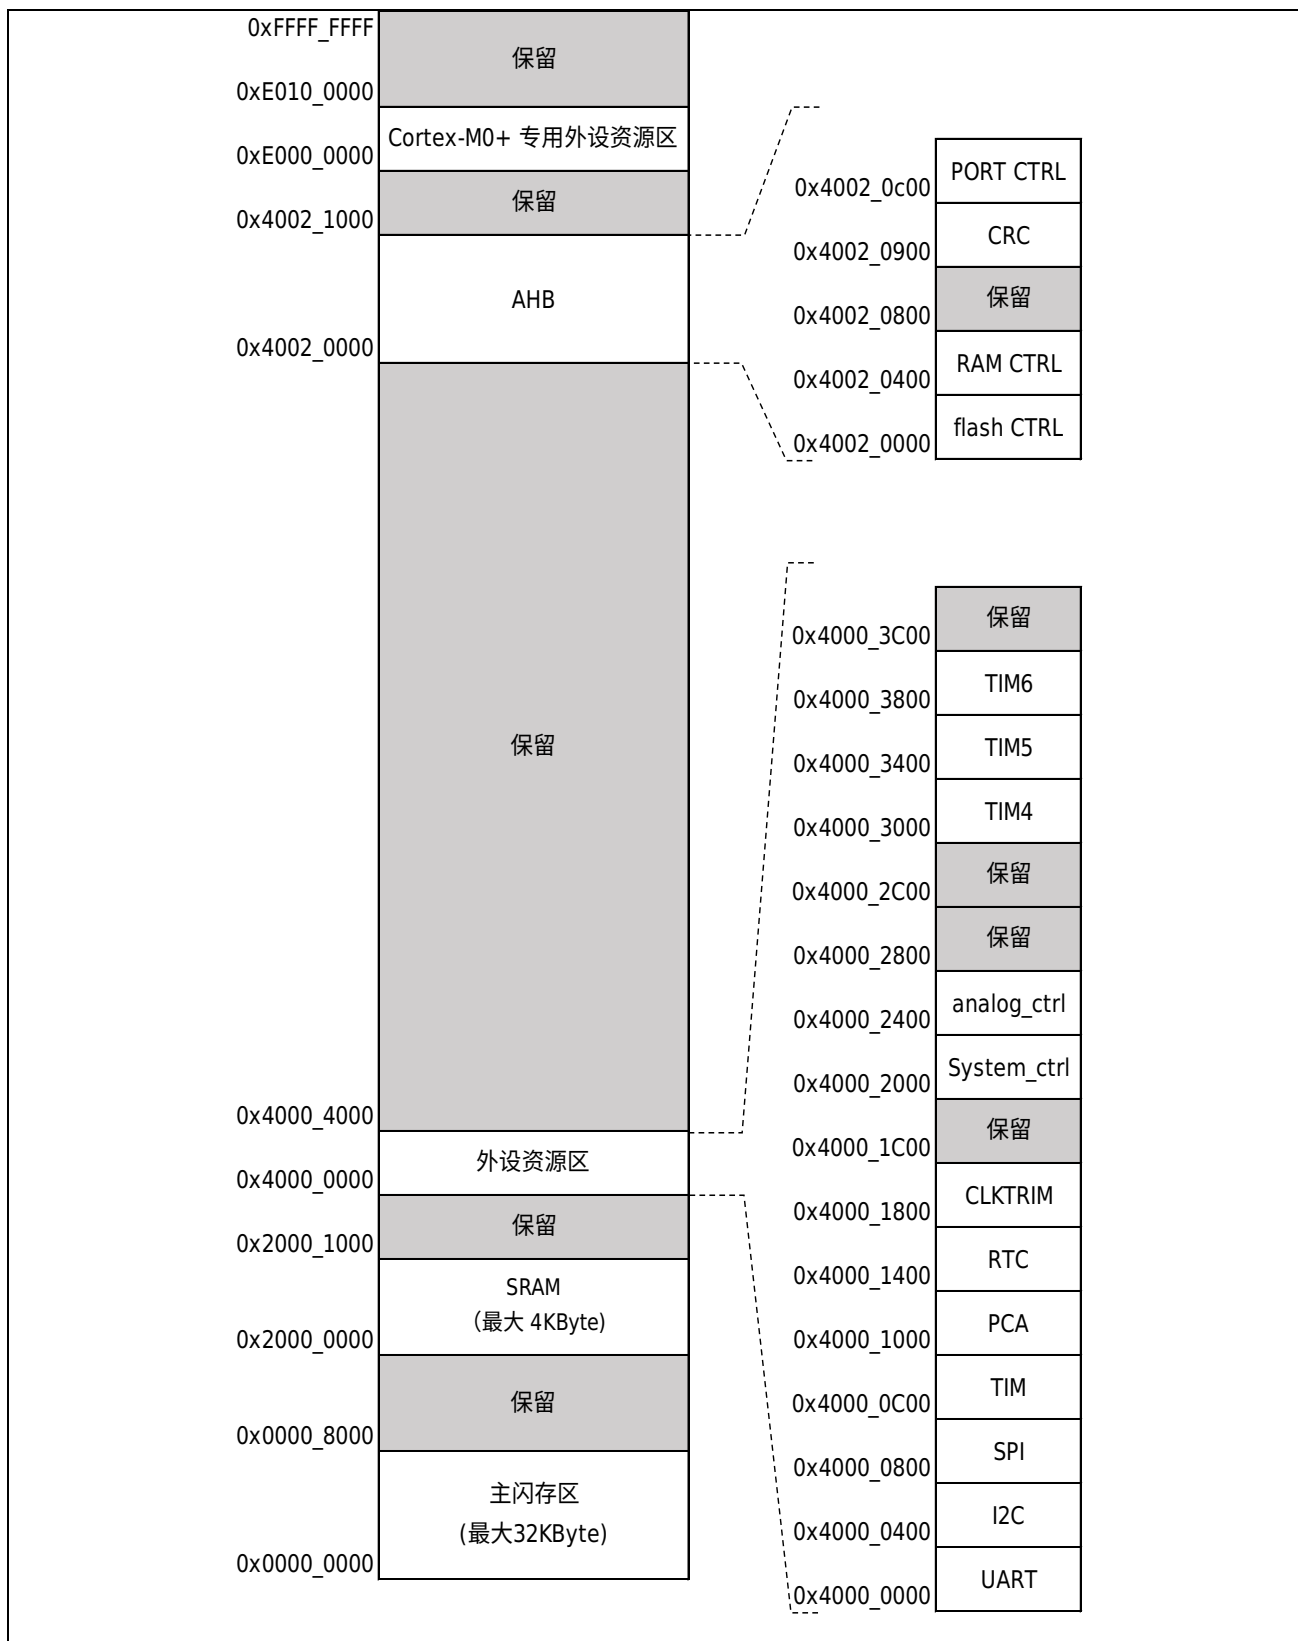 0xFFFF_FFFF
保留
0xE010_0000
Cortex-M0+ 专用外设资源区
0xE000_0000
保留
0x4002_1000
AHB
0x4002_0000
保留
0x4000_4000
外设资源区
0x4000_0000
保留
0x2000_1000
SRAM
（最大 4KByte)
0x2000_0000
保留
0x0000_8000
主闪存区
(最大32KByte)
0x0000_0000
PORT CTRL
0x4002_0c00
CRC
0x4002_0900
保留
0x4002_0800
RAM CTRL
0x4002_0400
flash CTRL
0x4002_0000
保留
0x4000_3C00
TIM6
0x4000_3800
TIM5
0x4000_3400
TIM4
0x4000_3000
保留
0x4000_2C00
保留
0x4000_2800
analog_ctrl
0x4000_2400
System_ctrl
0x4000_2000
保留
0x4000_1C00
CLKTRIM
0x4000_1800
RTC
0x4000_1400
PCA
0x4000_1000
TIM
0x4000_0C00
SPI
0x4000_0800
I2C
0x4000_0400
UART
0x4000_0000